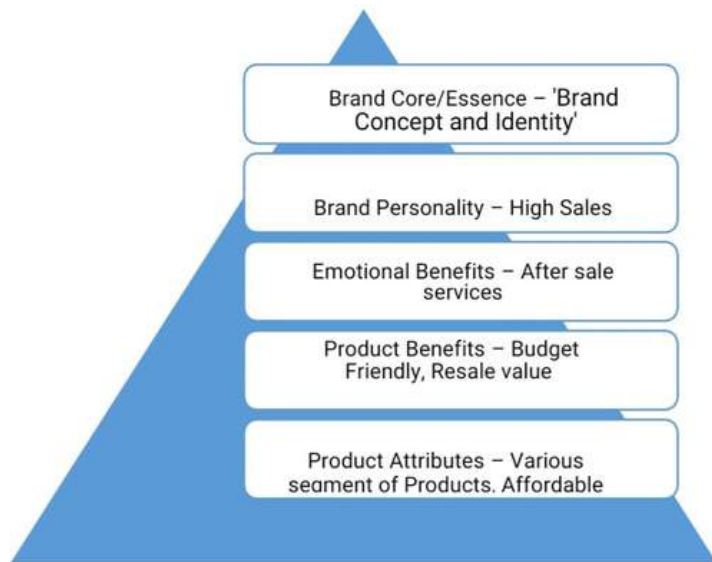 Brand Core/Essence – 'Brand
Concept and Identity'
Brand Personality – High Sales
Emotional Benefits – After sale
services
Product Benefits – Budget
Friendly, Resale value
Product Attributes – Various
segment of Products. Affordable